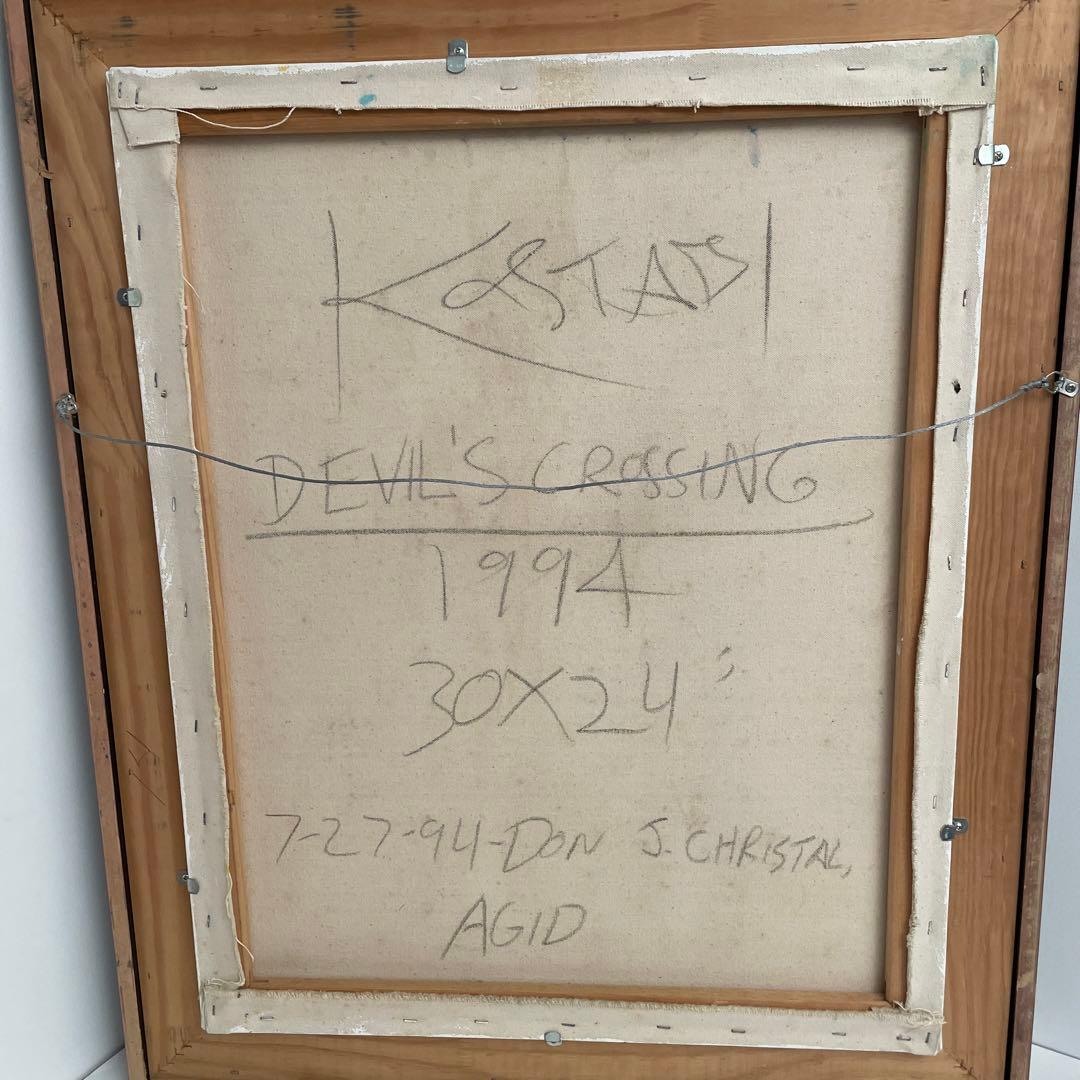 KOSTABI
DEVIL'S CROSSING
1994
30X24"
7-27-94-DON J. CHRISTAL,
AGID